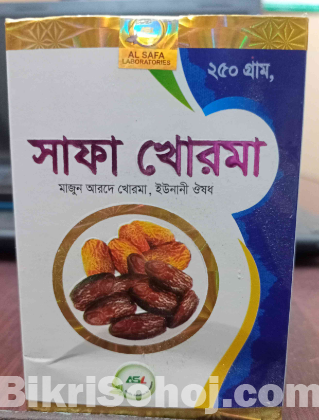 AL SAFA
LABORATORIES
২৫০ গ্রাম,
সাফা খোরমা
মাজুন আরদে খোরমা, ইউনানী ঔষধ
ASL
BikriSohoj.com